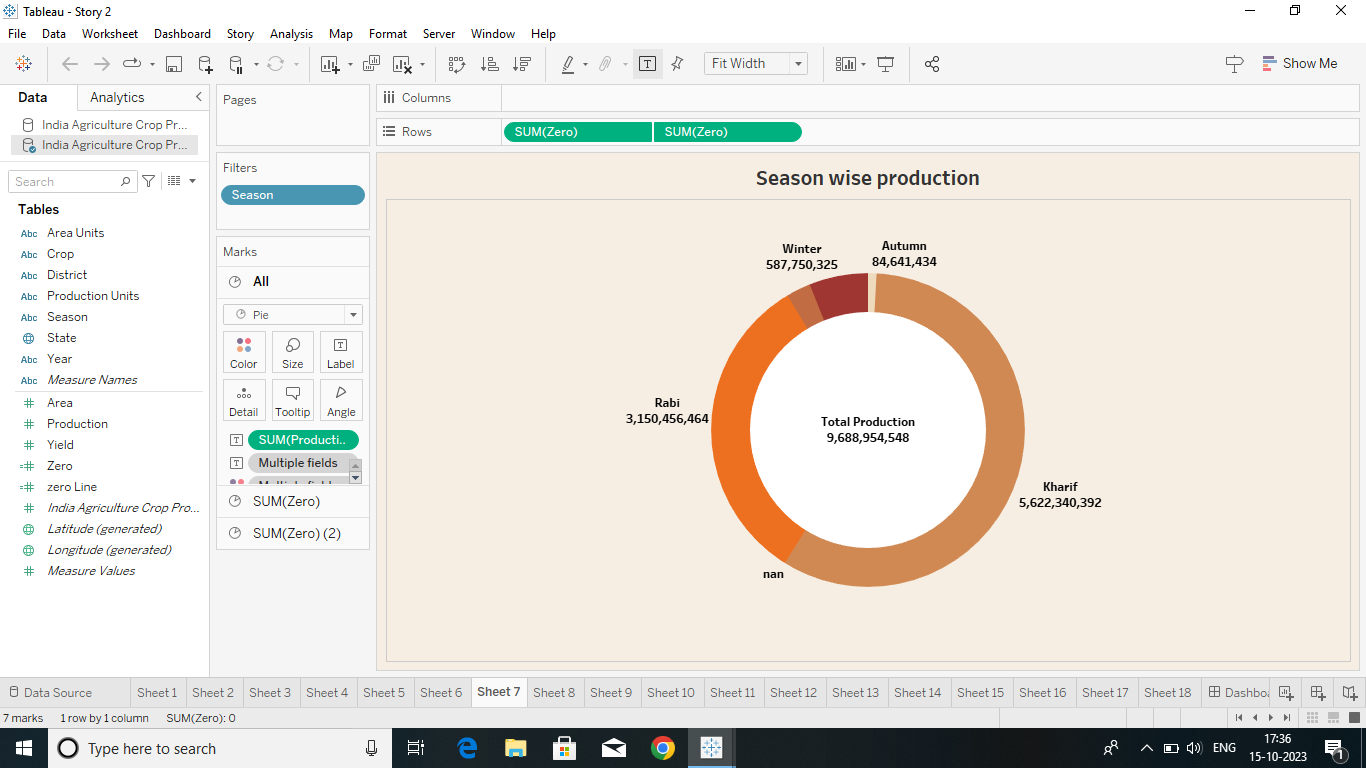 Tableau - Story 2
File Data Worksheet Dashboard Story Analysis Map Format Server Window Help
Fit Width
Show Me
Data Analytics
India Agriculture Crop Pr...
India Agriculture Crop Pr...
Search
Tables
Abc Area Units
Abc Crop
Abc District
Abc Production Units
Abc Season
State
Abc Year
Abc Measure Names
Area
Production
Yield
Zero
zero Line
India Agriculture Crop Pro...
Latitude (generated)
Longitude (generated)
Measure Values
Pages
Filters
Season
Marks
All
Pie
Color Size Label
Detail Tooltip Angle
SUM(Producti..
Multiple fields
SUM(Zero)
SUM(Zero) (2)
Columns
Rows SUM(Zero) SUM(Zero)
Season wise production
Winter
587,750,325
Autumn
84,641,434
Rabi
3,150,456,464
Total Production
9,688,954,548
Kharif
5,622,340,392
nan
Data Source Sheet 1 Sheet 2 Sheet 3 Sheet 4 Sheet 5 Sheet 6 Sheet 7 Sheet 8 Sheet 9 Sheet 10 Sheet 11 Sheet 12 Sheet 13 Sheet 14 Sheet 15 Sheet 16 Sheet 17 Sheet 18 Dashboa
7 marks 1 row by 1 column SUM(Zero): 0
Type here to search
ENG
17:36
15-10-2023
1